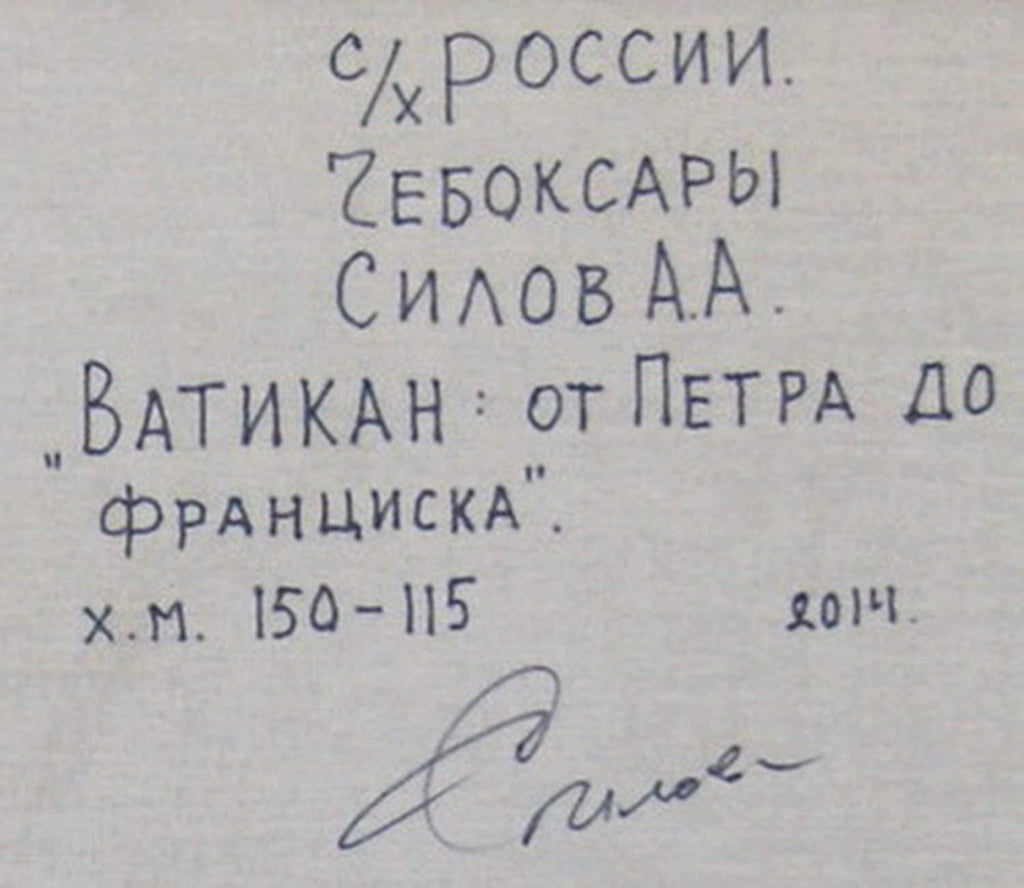 с/х России.
Чебоксары
Силов А.А.
„Ватикан: от Петра до
Франциска".
х.м. 150-115 2014.
Силов